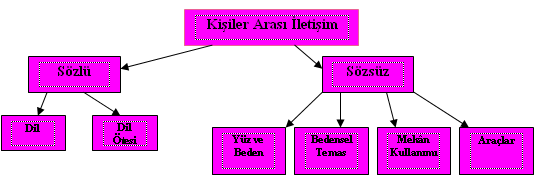 Kişiler Arası İletişim
Sözlü
Sözsüz
Dil
Dil
Ötesi
Yüz ve
Beden
Bedensel
Temas
Mekan
Kullanımı
Araçlar